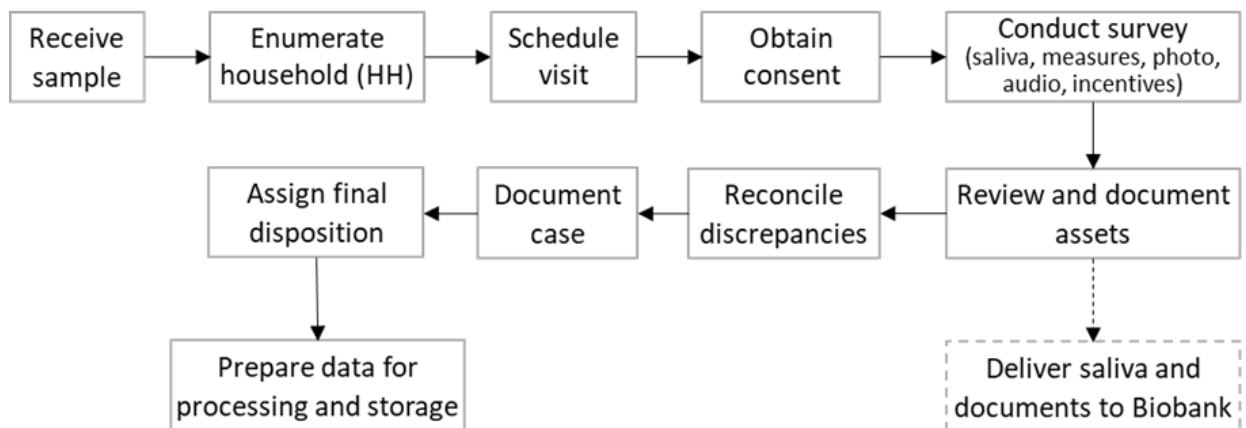 Receive
sample
Enumerate
household (HH)
Schedule
visit
Obtain
consent
Conduct survey
(saliva, measures, photo,
audio, incentives)
Review and document
assets
Reconcile
discrepancies
Document
case
Assign final
disposition
Prepare data for
processing and storage
Deliver saliva and
documents to Biobank